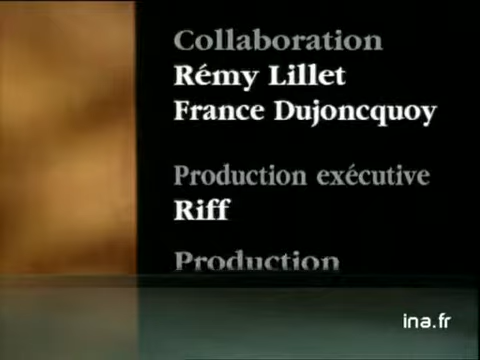 Collaboration
Rémy Lillet
France Dujoncquoy
Production exécutive
Riff
Production
ina.fr